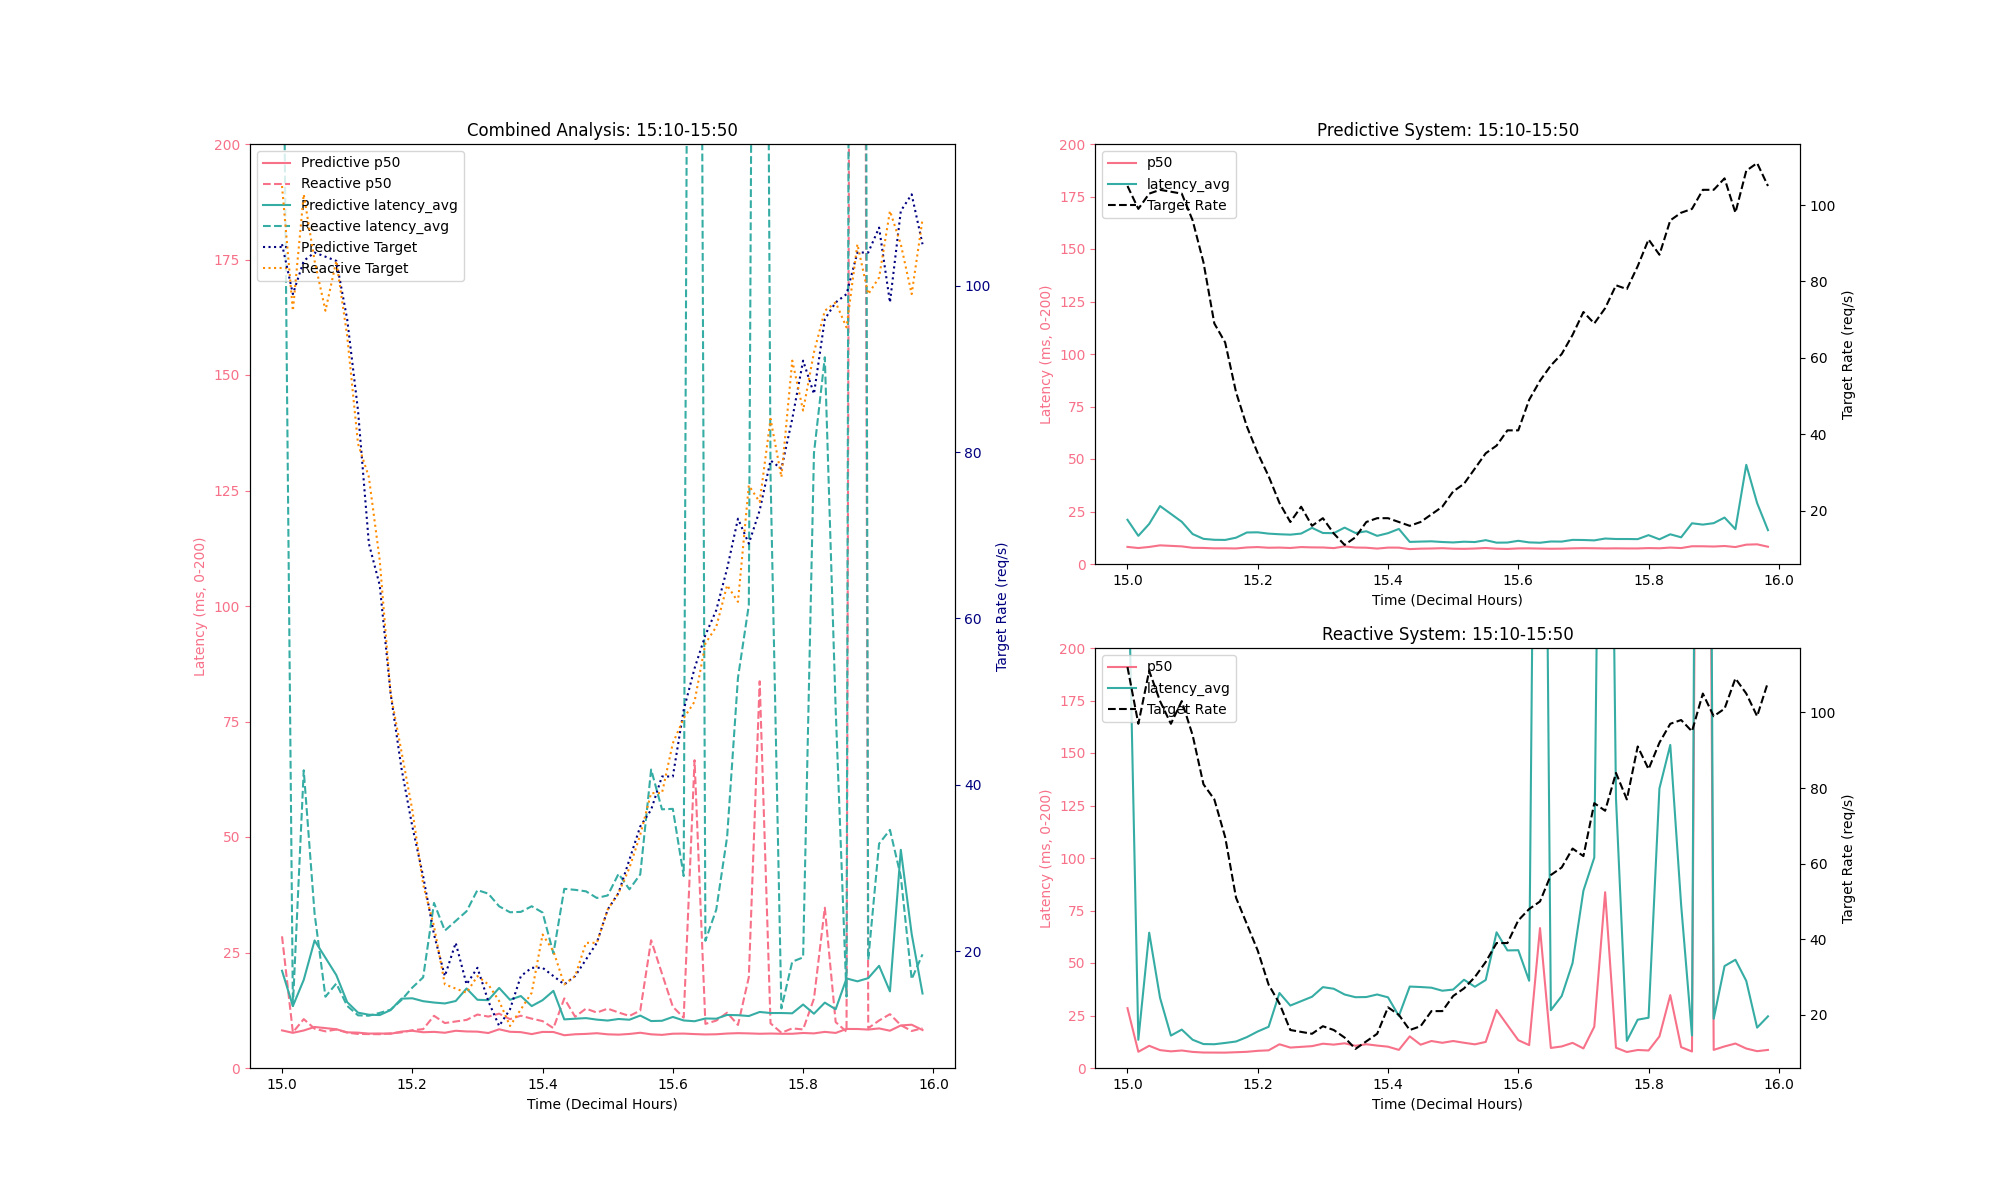 Combined Analysis: 15:10-15:50
200
175
150
125
100
75
50
25
0
Latency (ms, 0-200)
Predictive p50
Reactive p50
Predictive latency_avg
Reactive latency_avg
Predictive Target
Reactive Target
100
80
60
40
20
Target Rate (req/s)
15.0 15.2 15.4 15.6 15.8 16.0
Time (Decimal Hours)
Predictive System: 15:10-15:50
200
175
150
125
100
75
50
25
0
Latency (ms, 0-200)
p50
latency_avg
Target Rate
100
80
60
40
20
Target Rate (req/s)
15.0 15.2 15.4 15.6 15.8 16.0
Time (Decimal Hours)
Reactive System: 15:10-15:50
200
175
150
125
100
75
50
25
0
Latency (ms, 0-200)
p50
latency_avg
Target Rate
100
80
60
40
20
Target Rate (req/s)
15.0 15.2 15.4 15.6 15.8 16.0
Time (Decimal Hours)